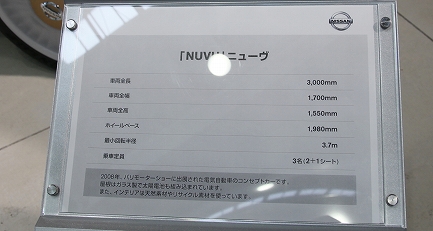 NISSAN
「NUVU」ニューヴ
車両全長 3,000mm
車両全幅 1,700mm
車両全高 1,550mm
ホイールベース 1,980mm
最小回転半径 3.7m
乗車定員 3名(2+1シート)
2008年、パリモーターショーに出展された電気自動車のコンセプトカーです。
屋根はガラス製で太陽電池も組み込まれています。
また、インテリアは天然素材やリサイクル素材を使っています。